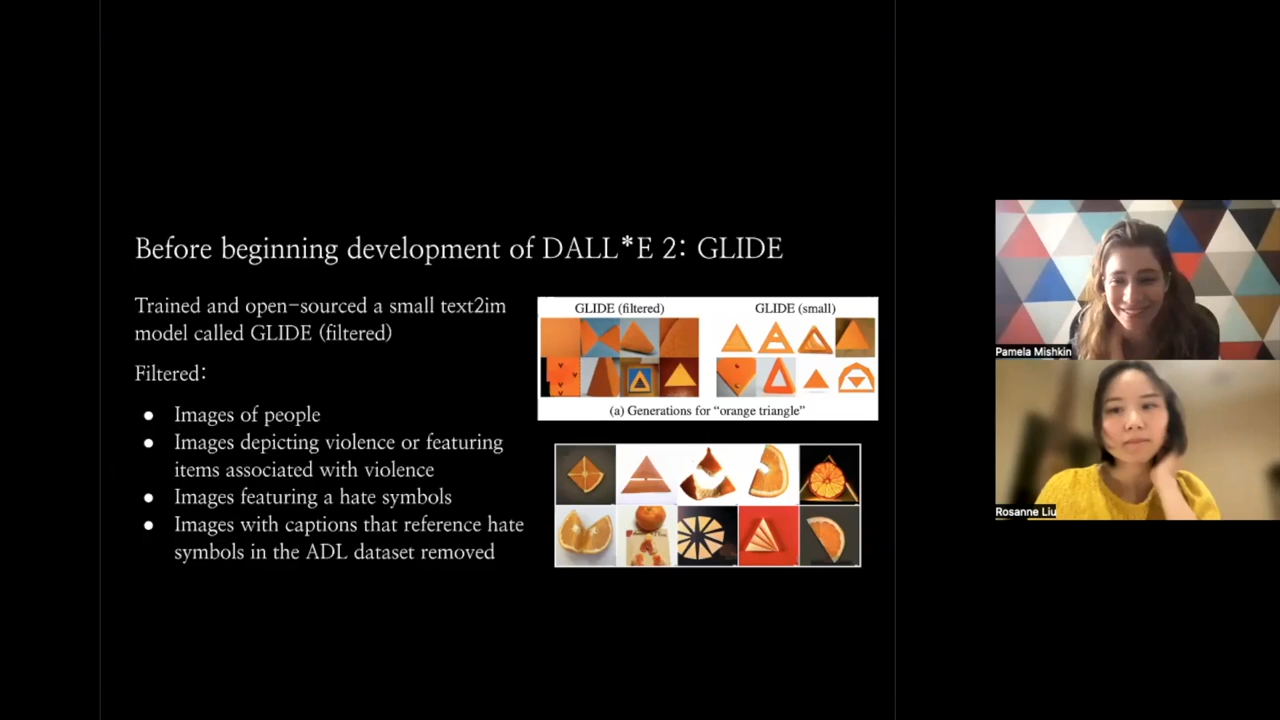 Before beginning development of DALL*E 2: GLIDE
Trained and open-sourced a small text2im
model called GLIDE (filtered)
Filtered:
● Images of people
● Images depicting violence or featuring
items associated with violence
● Images featuring a hate symbols
● Images with captions that reference hate
symbols in the ADL dataset removed
GLIDE (filtered)
GLIDE (small)
(a) Generations for "orange triangle"
Pamela Mishkin
Rosanne Liu